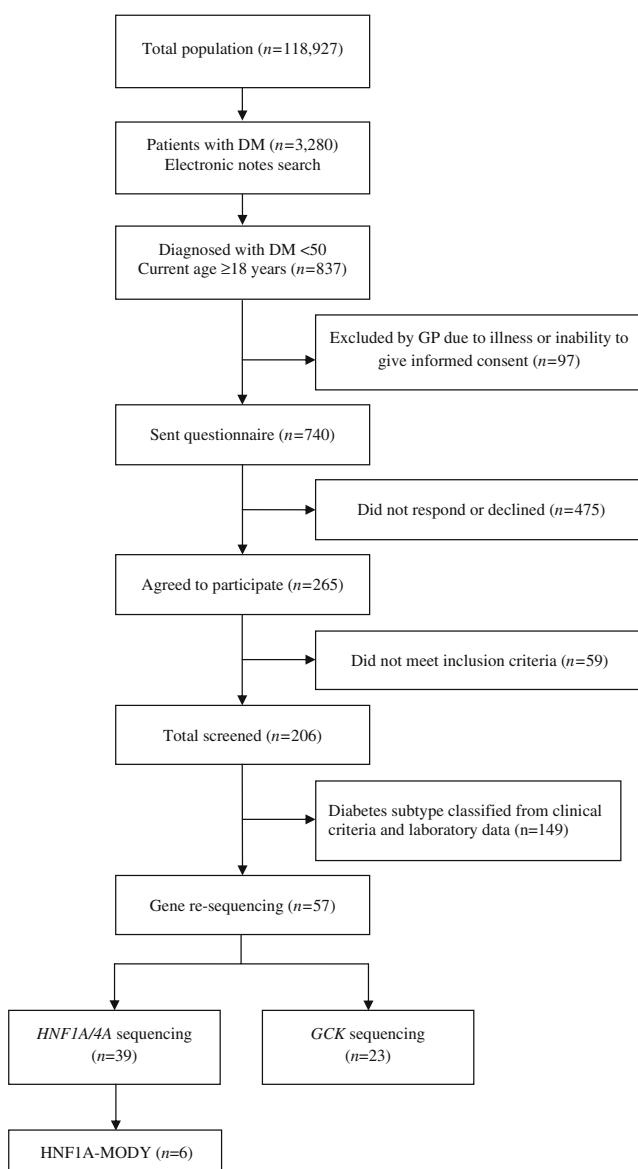 Total population (n=118,927)
Patients with DM (n=3,280)
Electronic notes search
Diagnosed with DM <50
Current age ≥18 years (n=837)
Excluded by GP due to illness or inability to
give informed consent (n=97)
Sent questionnaire (n=740)
Did not respond or declined (n=475)
Agreed to participate (n=265)
Did not meet inclusion criteria (n=59)
Total screened (n=206)
Diabetes subtype classified from clinical
criteria and laboratory data (n=149)
Gene re-sequencing (n=57)
HNF1A/4A sequencing
(n=39)
GCK sequencing
(n=23)
HNF1A-MODY (n=6)